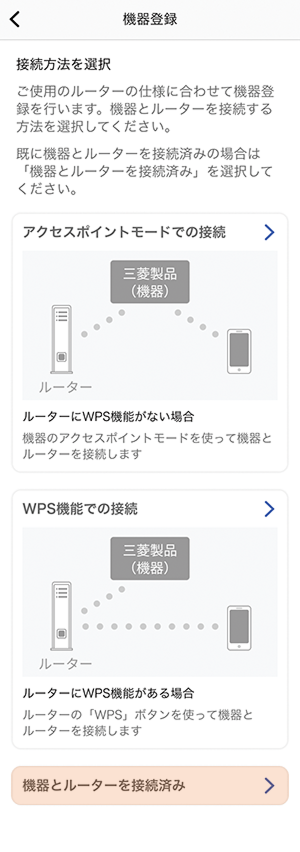 機器登録
接続方法を選択
ご使用のルーターの仕様に合わせて機器登
録を行います。機器とルーターを接続する
方法を選択してください。
既に機器とルーターを接続済みの場合は
「機器とルーターを接続済み」を選択して
ください。
アクセスポイントモードでの接続
三菱製品
（機器）
ルーター
ルーターにWPS機能がない場合
機器のアクセスポイントモードを使って機器と
ルーターを接続します
WPS機能での接続
三菱製品
（機器）
ルーター
ルーターにWPS機能がある場合
ルーターの「WPS」ボタンを使って機器と
ルーターを接続します
機器とルーターを接続済み